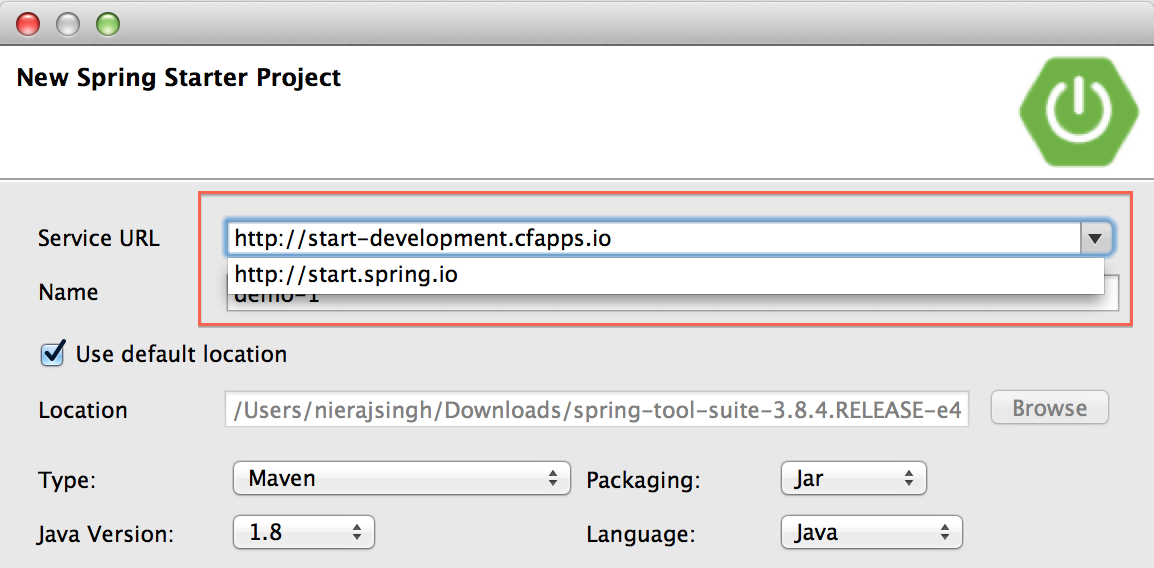 New Spring Starter Project
Service URL
http://start-development.cfapps.io
http://start.spring.io
Name
demo-1
Use default location
Location
/Users/nierajsingh/Downloads/spring-tool-suite-3.8.4.RELEASE-e4
Browse
Type:
Maven
Packaging:
Jar
Java Version:
1.8
Language:
Java